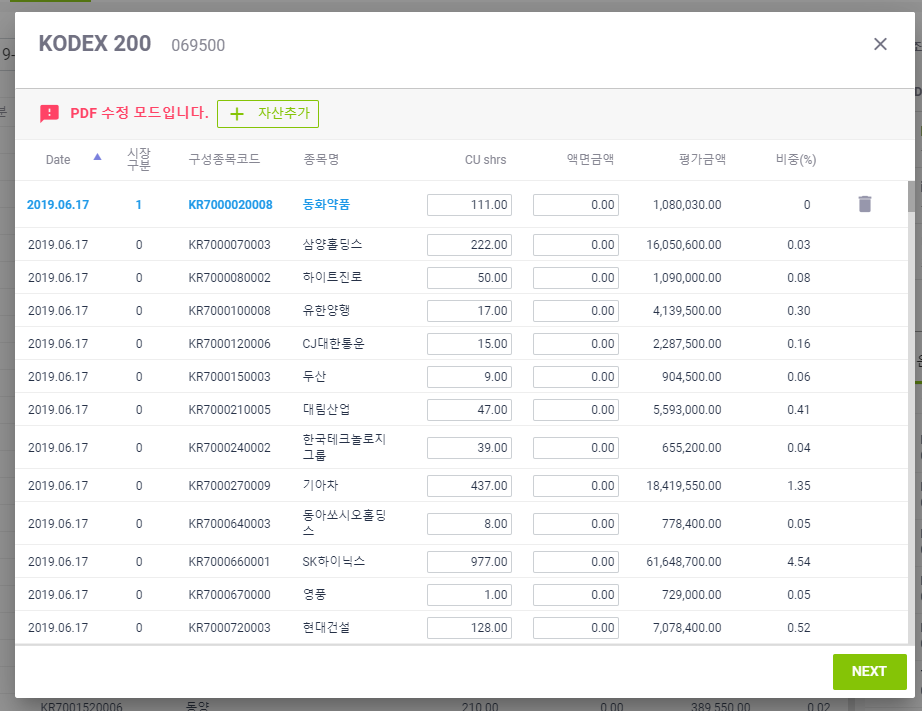 KODEX 200 069500
PDF 수정 모드입니다. + 자산추가
Date 시장 구분 구성종목코드 종목명 CU shrs 액면금액 평가금액 비중(%)
2019.06.17 1 KR7000020008 동화약품 111.00 0.00 1,080,030.00 0
2019.06.17 0 KR7000070003 삼양홀딩스 222.00 0.00 16,050,600.00 0.03
2019.06.17 0 KR7000080002 하이트진로 50.00 0.00 1,090,000.00 0.08
2019.06.17 0 KR7000100008 유한양행 17.00 0.00 4,139,500.00 0.30
2019.06.17 0 KR7000120006 CJ대한통운 15.00 0.00 2,287,500.00 0.16
2019.06.17 0 KR7000150003 두산 9.00 0.00 904,500.00 0.06
2019.06.17 0 KR7000210005 대림산업 47.00 0.00 5,593,000.00 0.41
2019.06.17 0 KR7000240002 한국테크놀로지그룹 39.00 0.00 655,200.00 0.04
2019.06.17 0 KR7000270009 기아차 437.00 0.00 18,419,550.00 1.35
2019.06.17 0 KR7000640003 동아쏘시오홀딩스 8.00 0.00 778,400.00 0.05
2019.06.17 0 KR7000660001 SK하이닉스 977.00 0.00 61,648,700.00 4.54
2019.06.17 0 KR7000670000 영풍 1.00 0.00 729,000.00 0.05
2019.06.17 0 KR7000720003 현대건설 128.00 0.00 7,078,400.00 0.52
NEXT
KR7001520006 동양 210.00 0.00 389,550.00 0.02